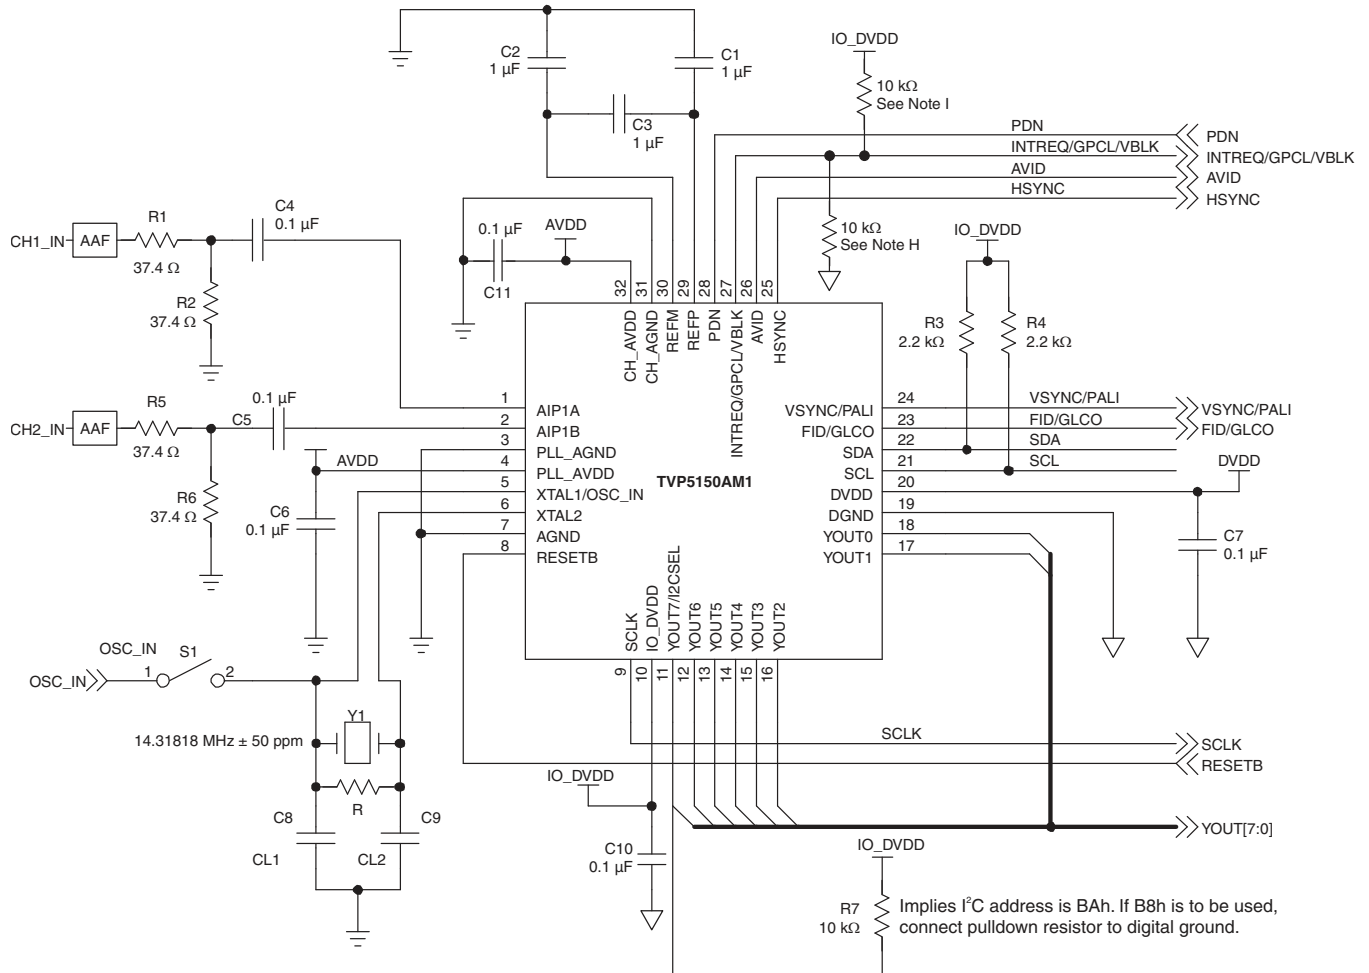 C2
1 µF
C1
1 µF
C3
1 µF
IO_DVDD
10 kΩ
See Note I
PDN
PDN
INTREQ/GPCL/VBLK
INTREQ/GPCL/VBLK
AVID
AVID
HSYNC
HSYNC
10 kΩ
See Note H
IO_DVDD
R3
2.2 kΩ
R4
2.2 kΩ
CH1_IN
AAF
R1
37.4 Ω
C4
0.1 µF
R2
37.4 Ω
0.1 µF
C11
AVDD
32
31
30
29
28
27
26
25
CH_AVDD
CH_AGND
REFM
REFP
PDN
INTREQ/GPCL/VBLK
AVID
HSYNC
CH2_IN
AAF
R5
37.4 Ω
0.1 µF
C5
R6
37.4 Ω
AVDD
C6
0.1 µF
1
2
3
4
5
6
7
8
AIP1A
AIP1B
PLL_AGND
PLL_AVDD
XTAL1/OSC_IN
XTAL2
AGND
RESETB
TVP5150AM1
VSYNC/PALI
FID/GLCO
SDA
SCL
DVDD
DGND
YOUT0
YOUT1
24
23
22
21
20
19
18
17
VSYNC/PALI
VSYNC/PALI
FID/GLCO
FID/GLCO
SDA
SCL
DVDD
C7
0.1 µF
SCLK
IO_DVDD
YOUT7/I2CSEL
YOUT6
YOUT5
YOUT4
YOUT3
YOUT2
9
10
11
12
13
14
15
16
OSC_IN
OSC_IN
1
S1
2
Y1
14.31818 MHz ± 50 ppm
R
C8
CL1
C9
CL2
SCLK
SCLK
RESETB
IO_DVDD
C10
0.1 µF
YOUT[7:0]
IO_DVDD
R7
10 kΩ
Implies I²C address is BAh. If B8h is to be used,
connect pulldown resistor to digital ground.